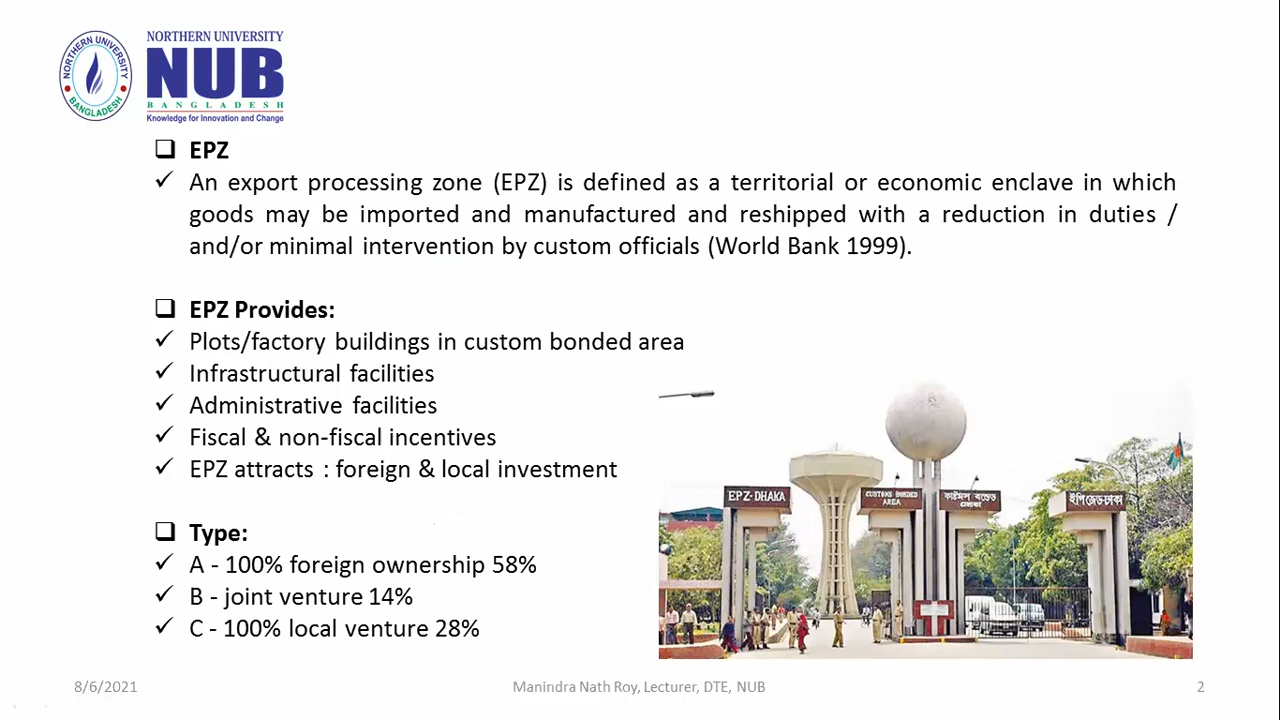 NORTHERN UNIVERSITY
BANGLADESH
NORTHERN UNIVERSITY
NUB
BANGLADESH
Knowledge for Innovation and Change
❑ EPZ
✓ An export processing zone (EPZ) is defined as a territorial or economic enclave in which
goods may be imported and manufactured and reshipped with a reduction in duties /
and/or minimal intervention by custom officials (World Bank 1999).
❑ EPZ Provides:
✓ Plots/factory buildings in custom bonded area
✓ Infrastructural facilities
✓ Administrative facilities
✓ Fiscal & non-fiscal incentives
✓ EPZ attracts : foreign & local investment
❑ Type:
✓ A - 100% foreign ownership 58%
✓ B - joint venture 14%
✓ C - 100% local venture 28%
EPZ-DHAKA
CUSTOMS BONDED
AREA
কাষ্টমস বন্ডেড
এলাকা
ইপিজেড-ঢাকা
8/6/2021
Manindra Nath Roy, Lecturer, DTE, NUB
2